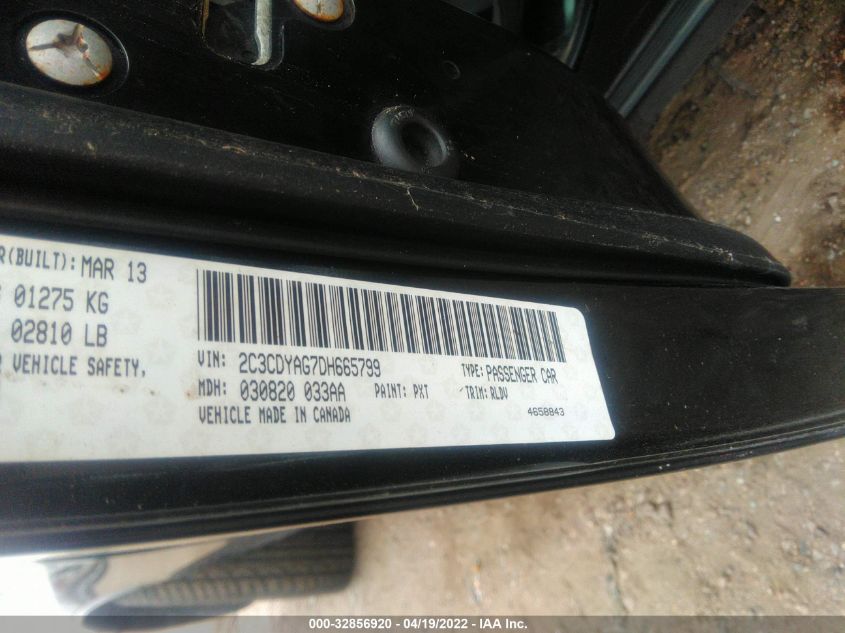 R(BUILT): MAR 13
01275 KG
02810 LB
VEHICLE SAFETY,
VIN: 2C3CDYAG7DH665799
TYPE: PASSENGER CAR
MDH: 030820 033AA
PAINT: PXT
TRIM: RLDV
VEHICLE MADE IN CANADA
4658843
000-32856920 - 04/19/2022 - IAA Inc.